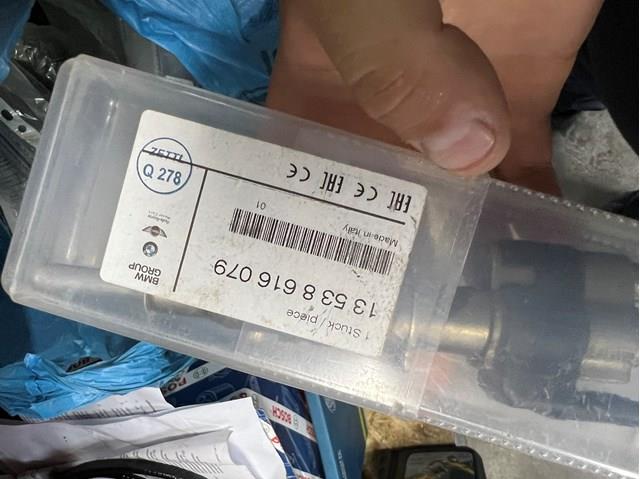 1 Stück / piece
13 53 8 616 079
Made in Italy
01
BMW
GROUP
EAC CE EAC CE
ZETTL
Q 278
BOSCH